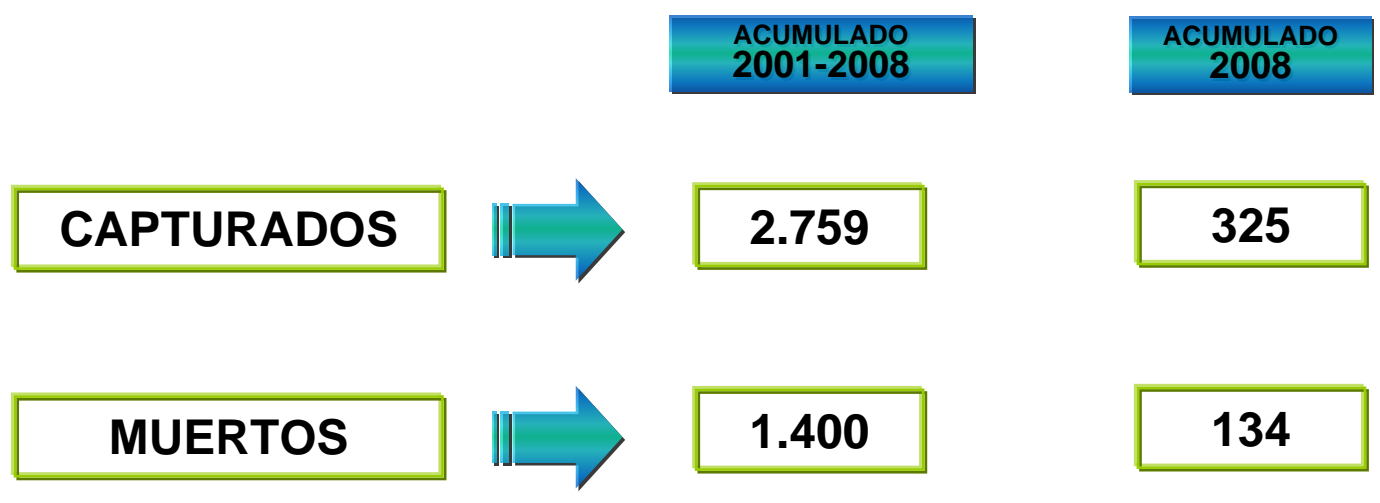 ACUMULADO
2001-2008
ACUMULADO
2008
CAPTURADOS
2.759
325
MUERTOS
1.400
134